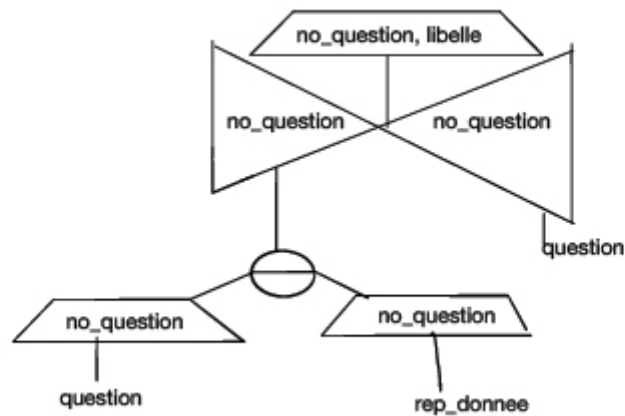 no_question, libelle
no_question
no_question
question
no_question
no_question
question
rep_donnee